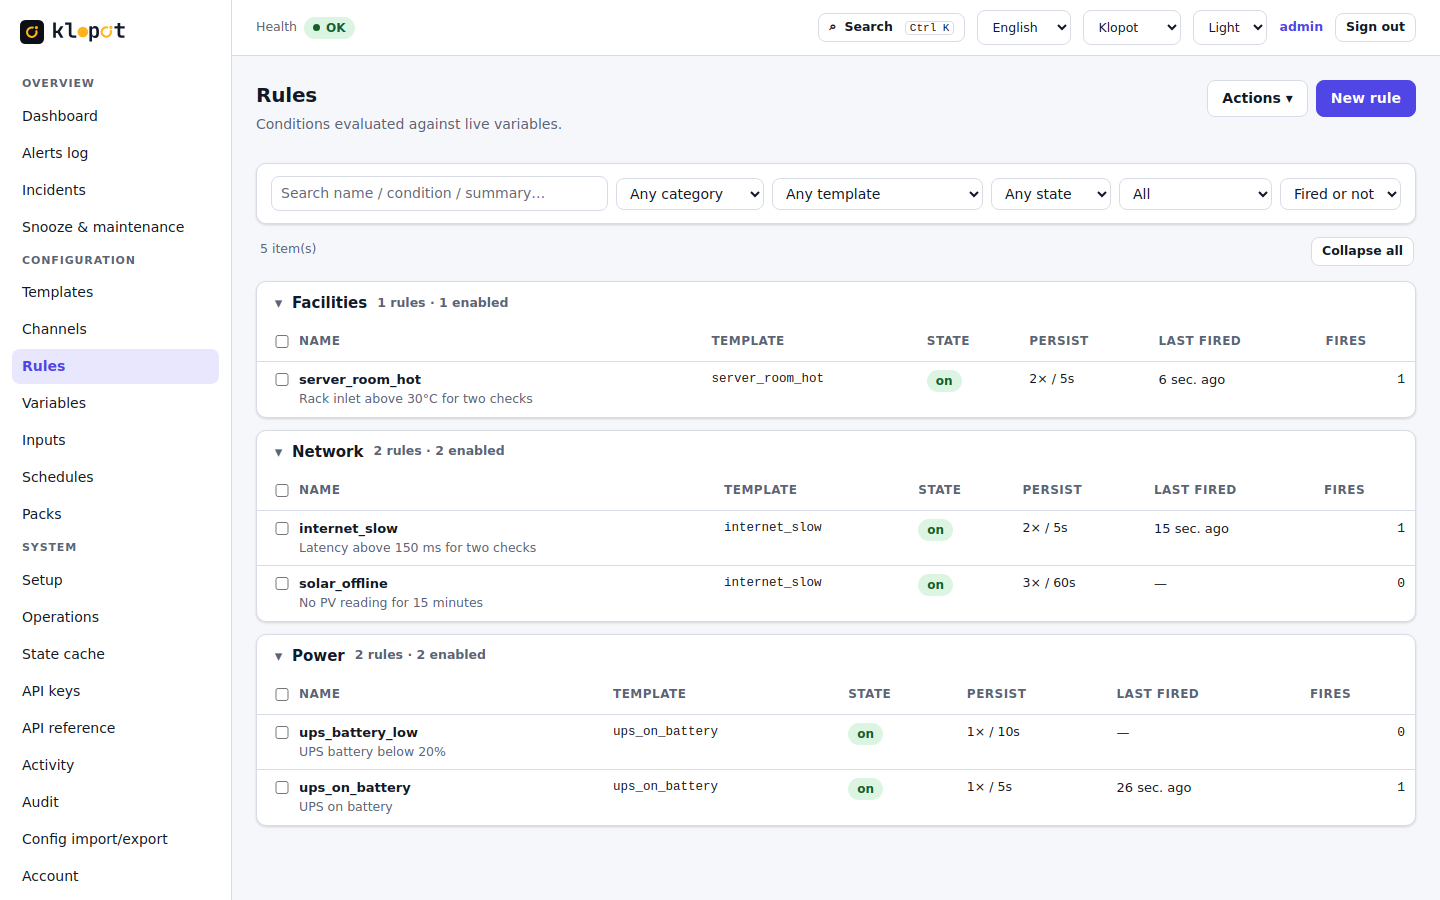 klopot
OVERVIEW
Dashboard
Alerts log
Incidents
Snooze & maintenance
CONFIGURATION
Templates
Channels
Rules
Variables
Inputs
Schedules
Packs
SYSTEM
Setup
Operations
State cache
API keys
API reference
Activity
Audit
Config import/export
Account
Health OK
Search Ctrl K English Klopot Light admin Sign out
Rules
Conditions evaluated against live variables.
Actions ▾ New rule
Search name / condition / summary… Any category Any template Any state All Fired or not
5 item(s) Collapse all
▾ Facilities 1 rules · 1 enabled
NAME TEMPLATE STATE PERSIST LAST FIRED FIRES
server_room_hot server_room_hot on 2× / 5s 6 sec. ago 1
Rack inlet above 30°C for two checks
▾ Network 2 rules · 2 enabled
NAME TEMPLATE STATE PERSIST LAST FIRED FIRES
internet_slow internet_slow on 2× / 5s 15 sec. ago 1
Latency above 150 ms for two checks
solar_offline internet_slow on 3× / 60s — 0
No PV reading for 15 minutes
▾ Power 2 rules · 2 enabled
NAME TEMPLATE STATE PERSIST LAST FIRED FIRES
ups_battery_low ups_on_battery on 1× / 10s — 0
UPS battery below 20%
ups_on_battery ups_on_battery on 1× / 5s 26 sec. ago 1
UPS on battery